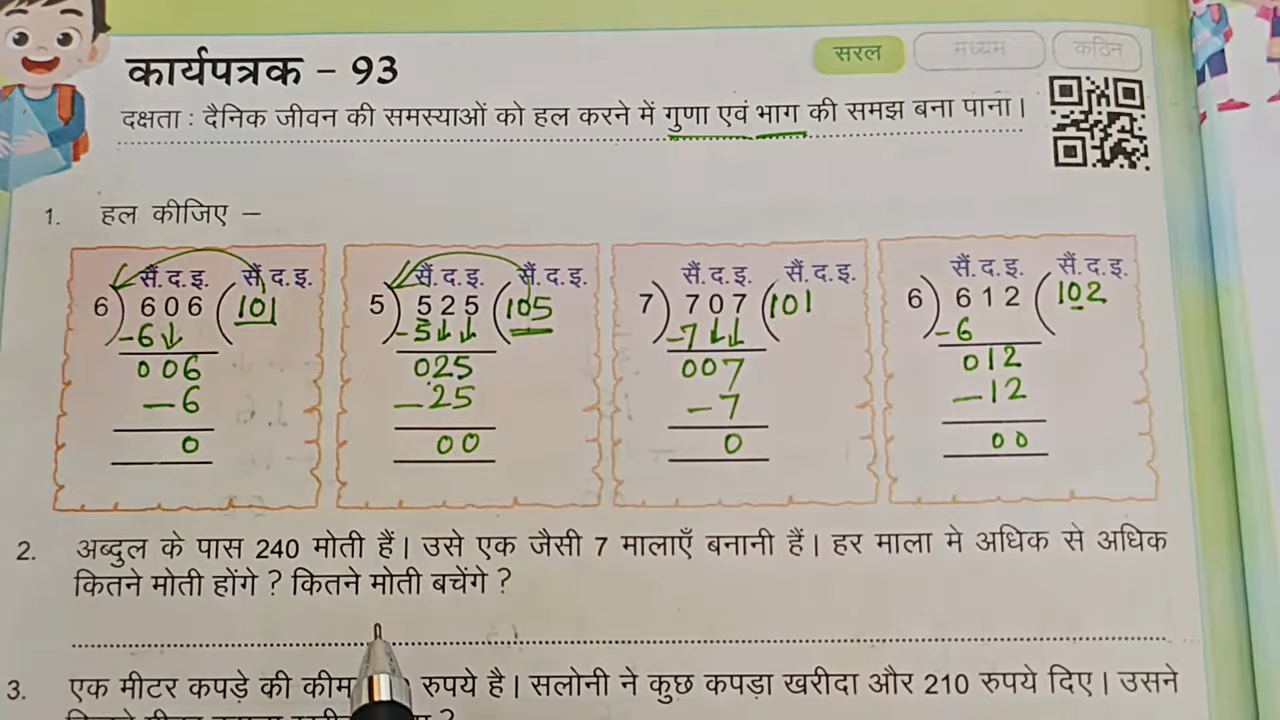 कार्यपत्रक – 93
सरल
मध्यम
कठिन
दक्षता : दैनिक जीवन की समस्याओं को हल करने में गुणा एवं भाग की समझ बना पाना।
1. हल कीजिए –
सैं.द.इ. सैं.द.इ.
6) 606 (101
-6↓
006
-6
0
सैं.द.इ. सैं.द.इ.
5) 525 (105
-5↓↓
025
-25
00
सैं.द.इ. सैं.द.इ.
7) 707 (101
-7↓↓
007
-7
0
सैं.द.इ. सैं.द.इ.
6) 612 (102
-6
012
-12
00
2. अब्दुल के पास 240 मोती हैं। उसे एक जैसी 7 मालाएँ बनानी हैं। हर माला मे अधिक से अधिक
कितने मोती होंगे ? कितने मोती बचेंगे ?
3. एक मीटर कपड़े की रुपये है। सलोनी ने कुछ कपड़ा खरीदा और 210 रुपये दिए। उसने